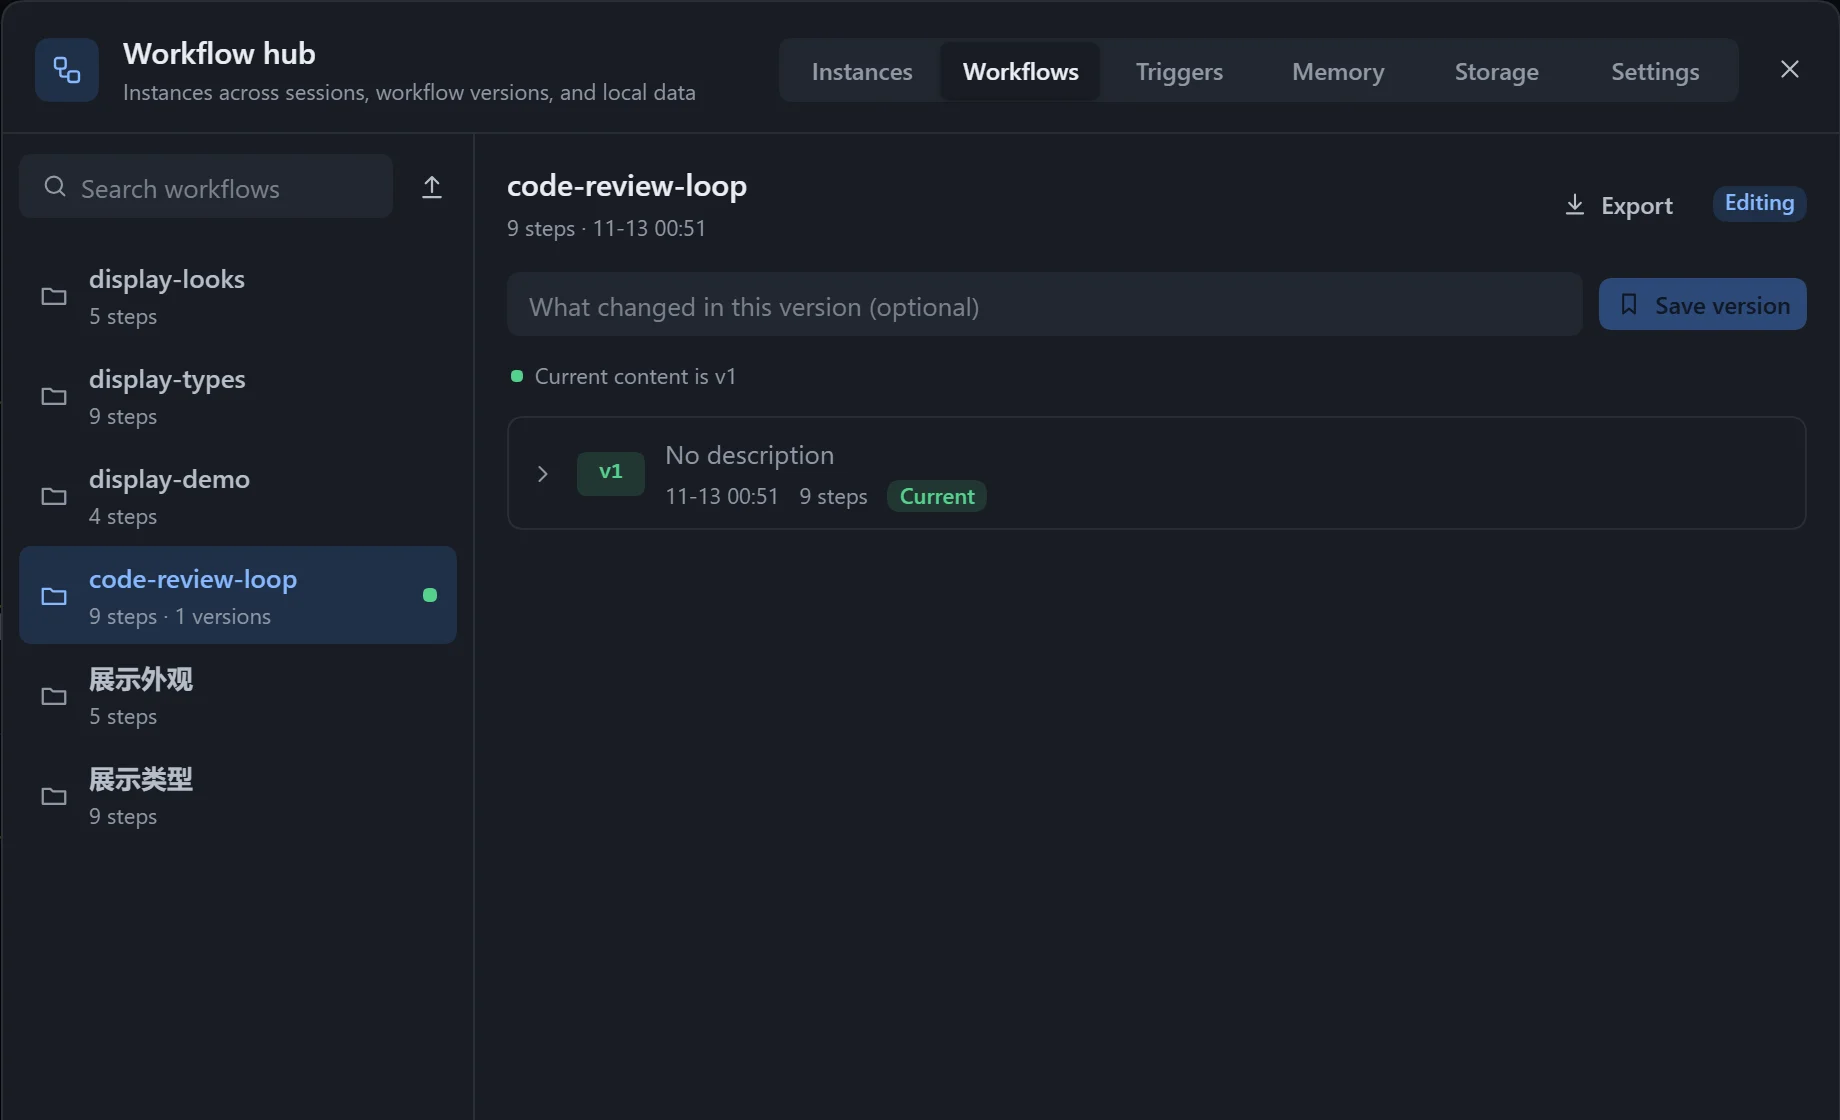 Workflow hub
Instances across sessions, workflow versions, and local data
Instances
Workflows
Triggers
Memory
Storage
Settings
Search workflows
display-looks
5 steps
display-types
9 steps
display-demo
4 steps
code-review-loop
9 steps · 1 versions
展示外观
5 steps
展示类型
9 steps
code-review-loop
9 steps · 11-13 00:51
Export
Editing
What changed in this version (optional)
Save version
Current content is v1
v1
No description
11-13 00:51 9 steps Current